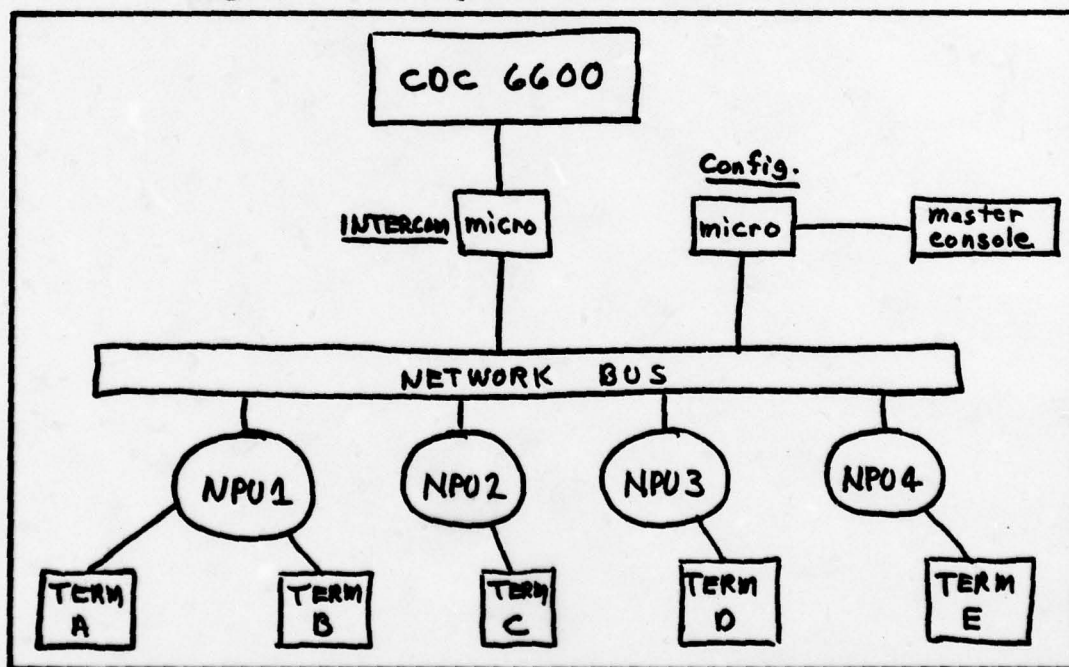 CDC 6600
Config.
INTERCOM
micro
micro
master
console
NETWORK BUS
NPU1
NPU2
NPU3
NPU4
TERM
A
TERM
B
TERM
C
TERM
D
TERM
E